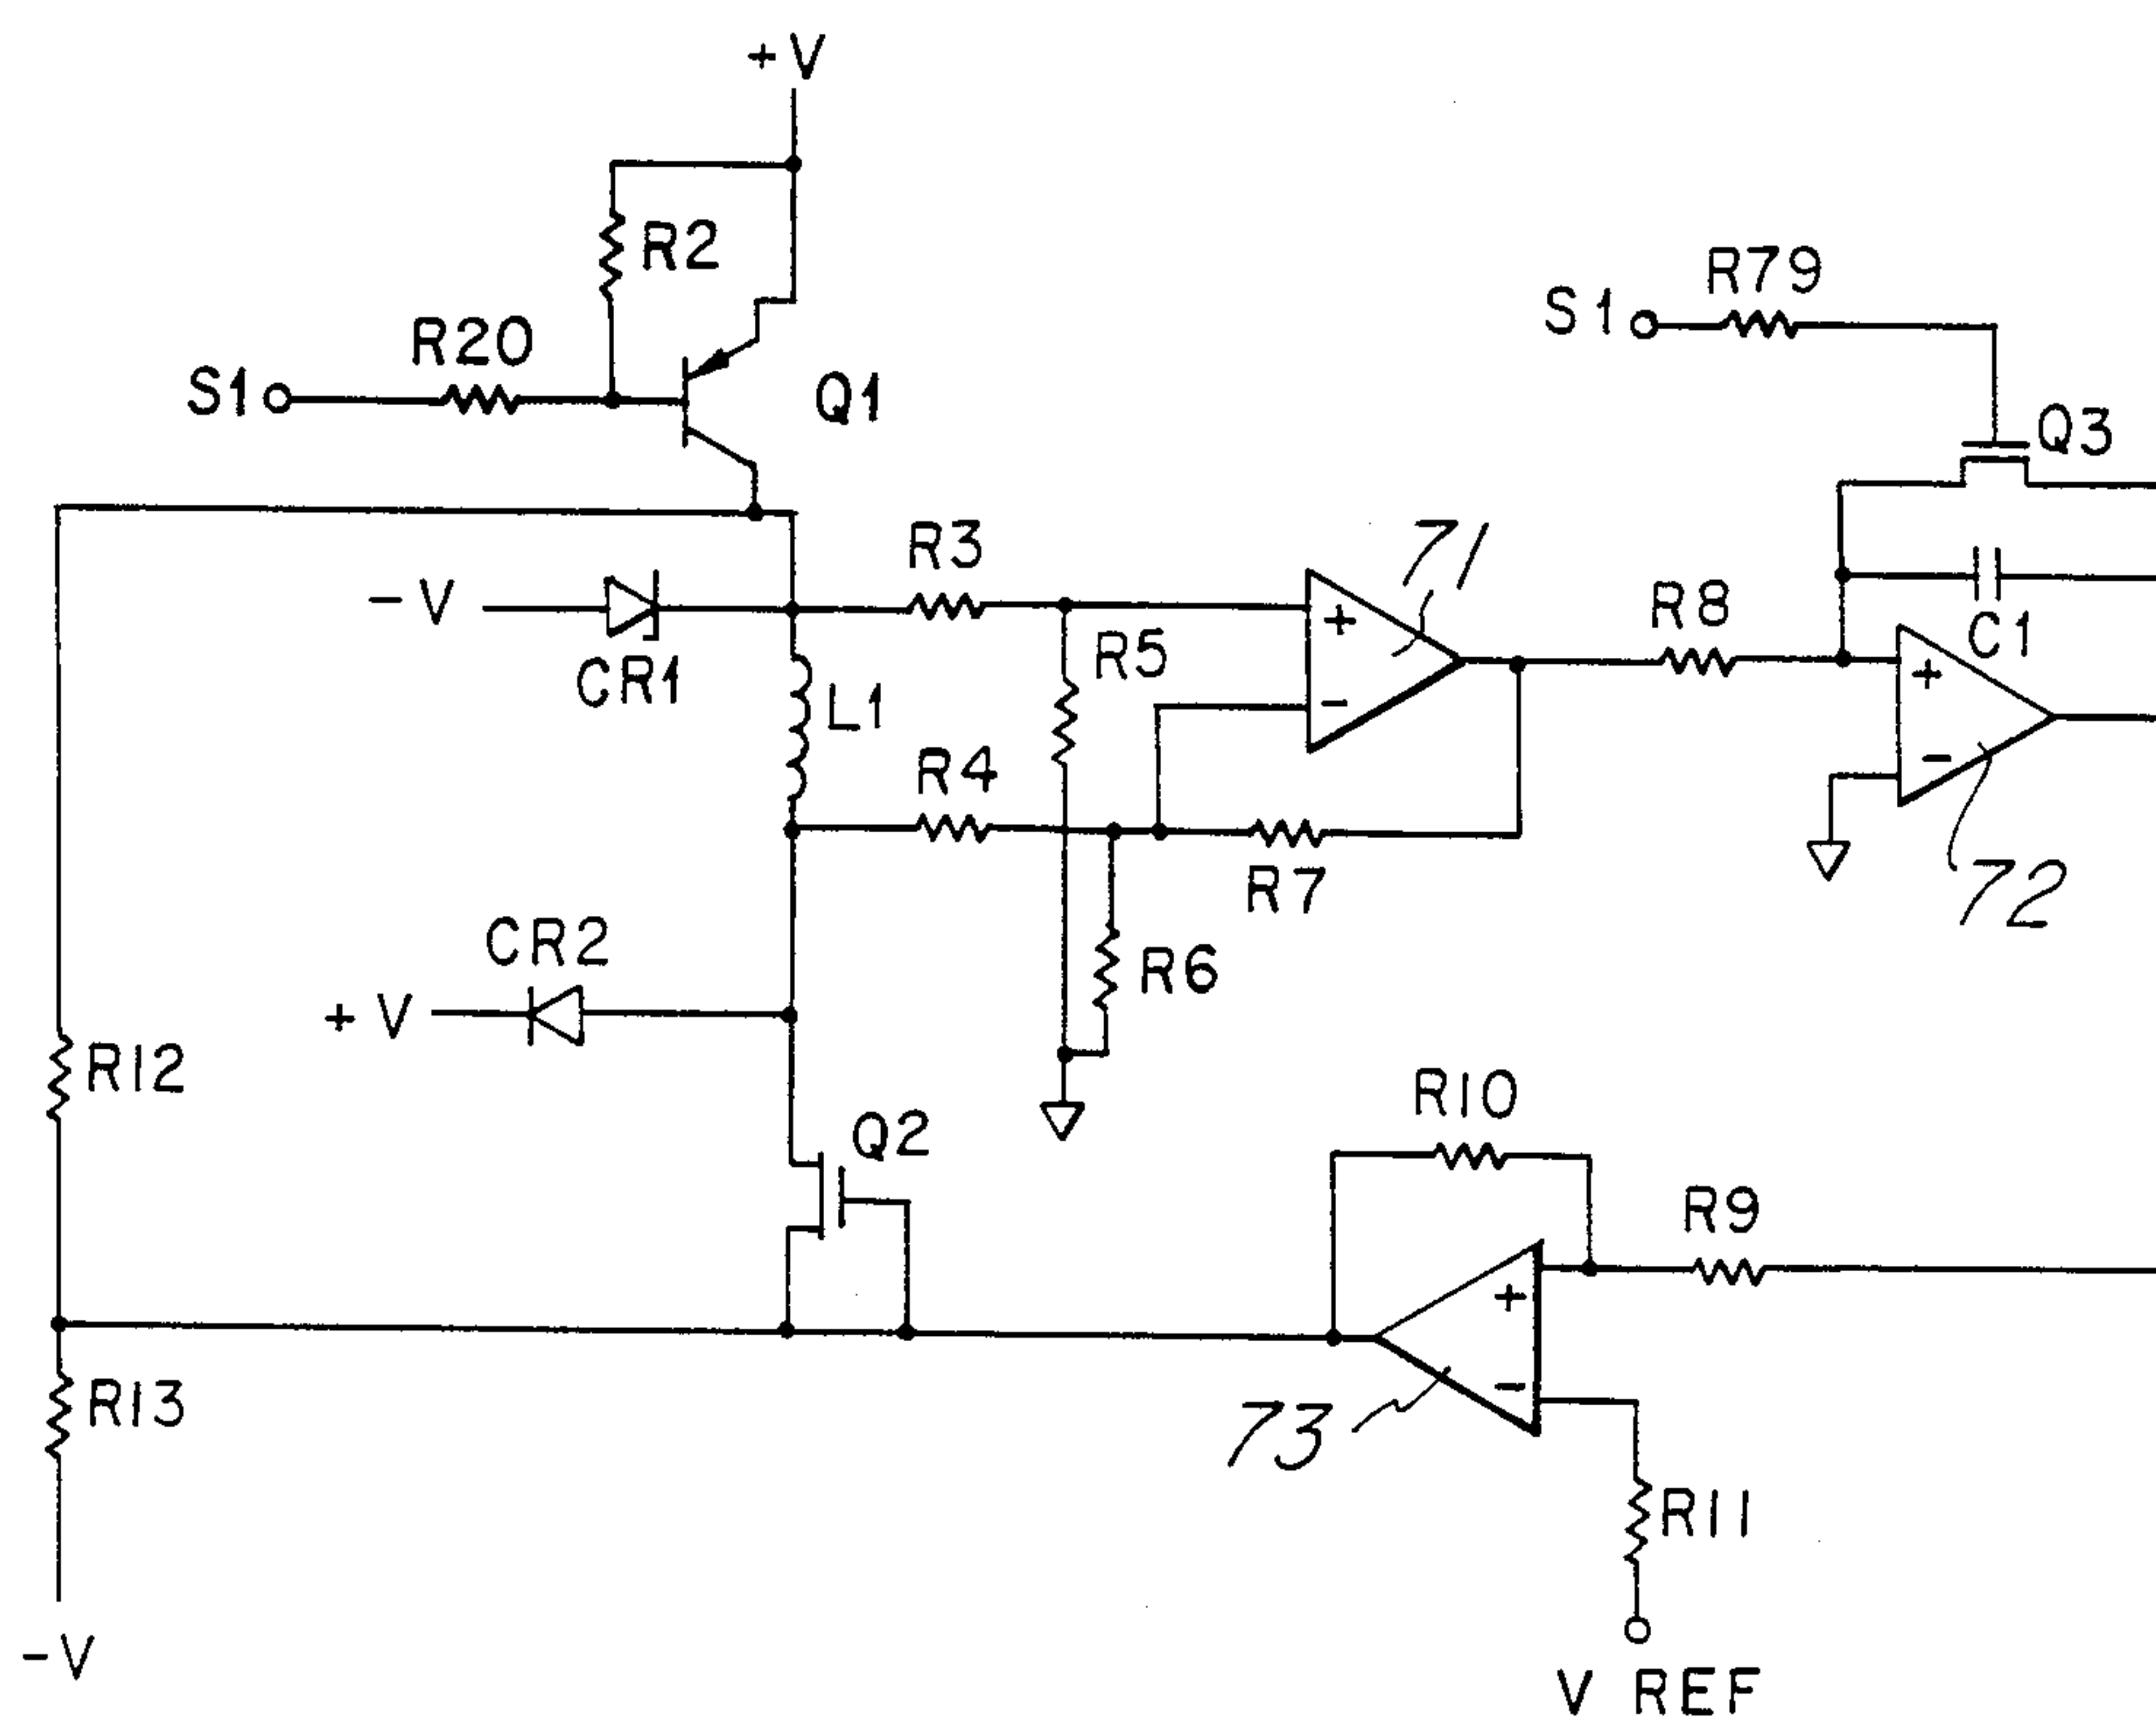 +V
R2
R79
S1
R20
S1
Q1
Q3
R3
71
-V
R8
R5
C1
CR1
L1
+
+
-
R4
-
R7
72
CR2
R6
+V
R12
R10
Q2
R9
+
R13
-
73
R11
-V
V REF